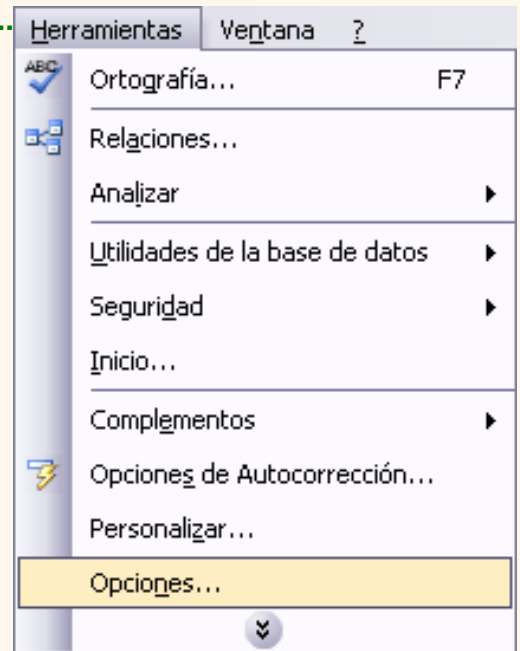 Herramientas Ventana ?
ABC Ortografía... F7
Relaciones...
Analizar
Utilidades de la base de datos
Seguridad
Inicio...
Complementos
Opciones de Autocorrección...
Personalizar...
Opciones...